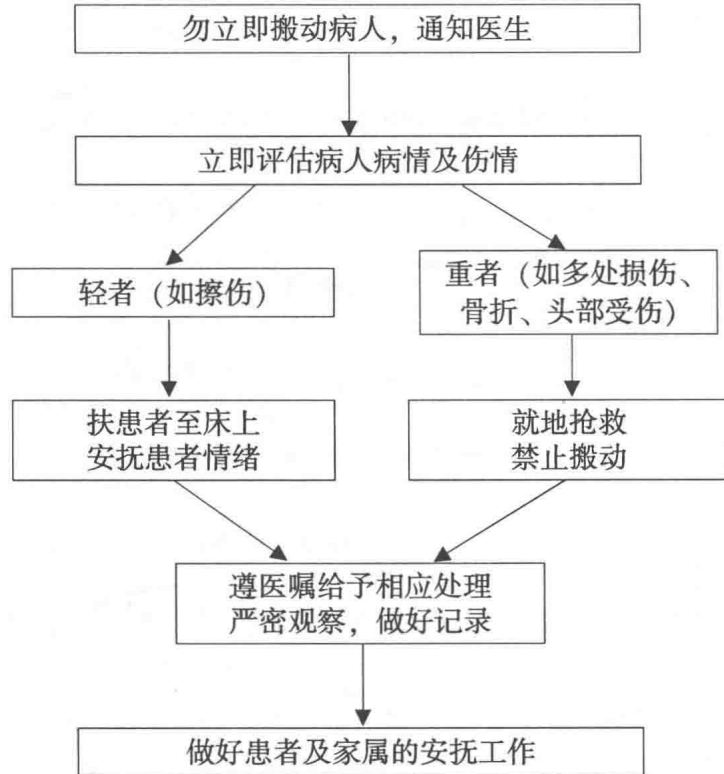 勿立即搬动病人，通知医生
立即评估病人病情及伤情
轻者（如擦伤）
重者（如多处损伤、
骨折、头部受伤）
扶患者至床上
安抚患者情绪
就地抢救
禁止搬动
遵医嘱给予相应处理
严密观察，做好记录
做好患者及家属的安抚工作